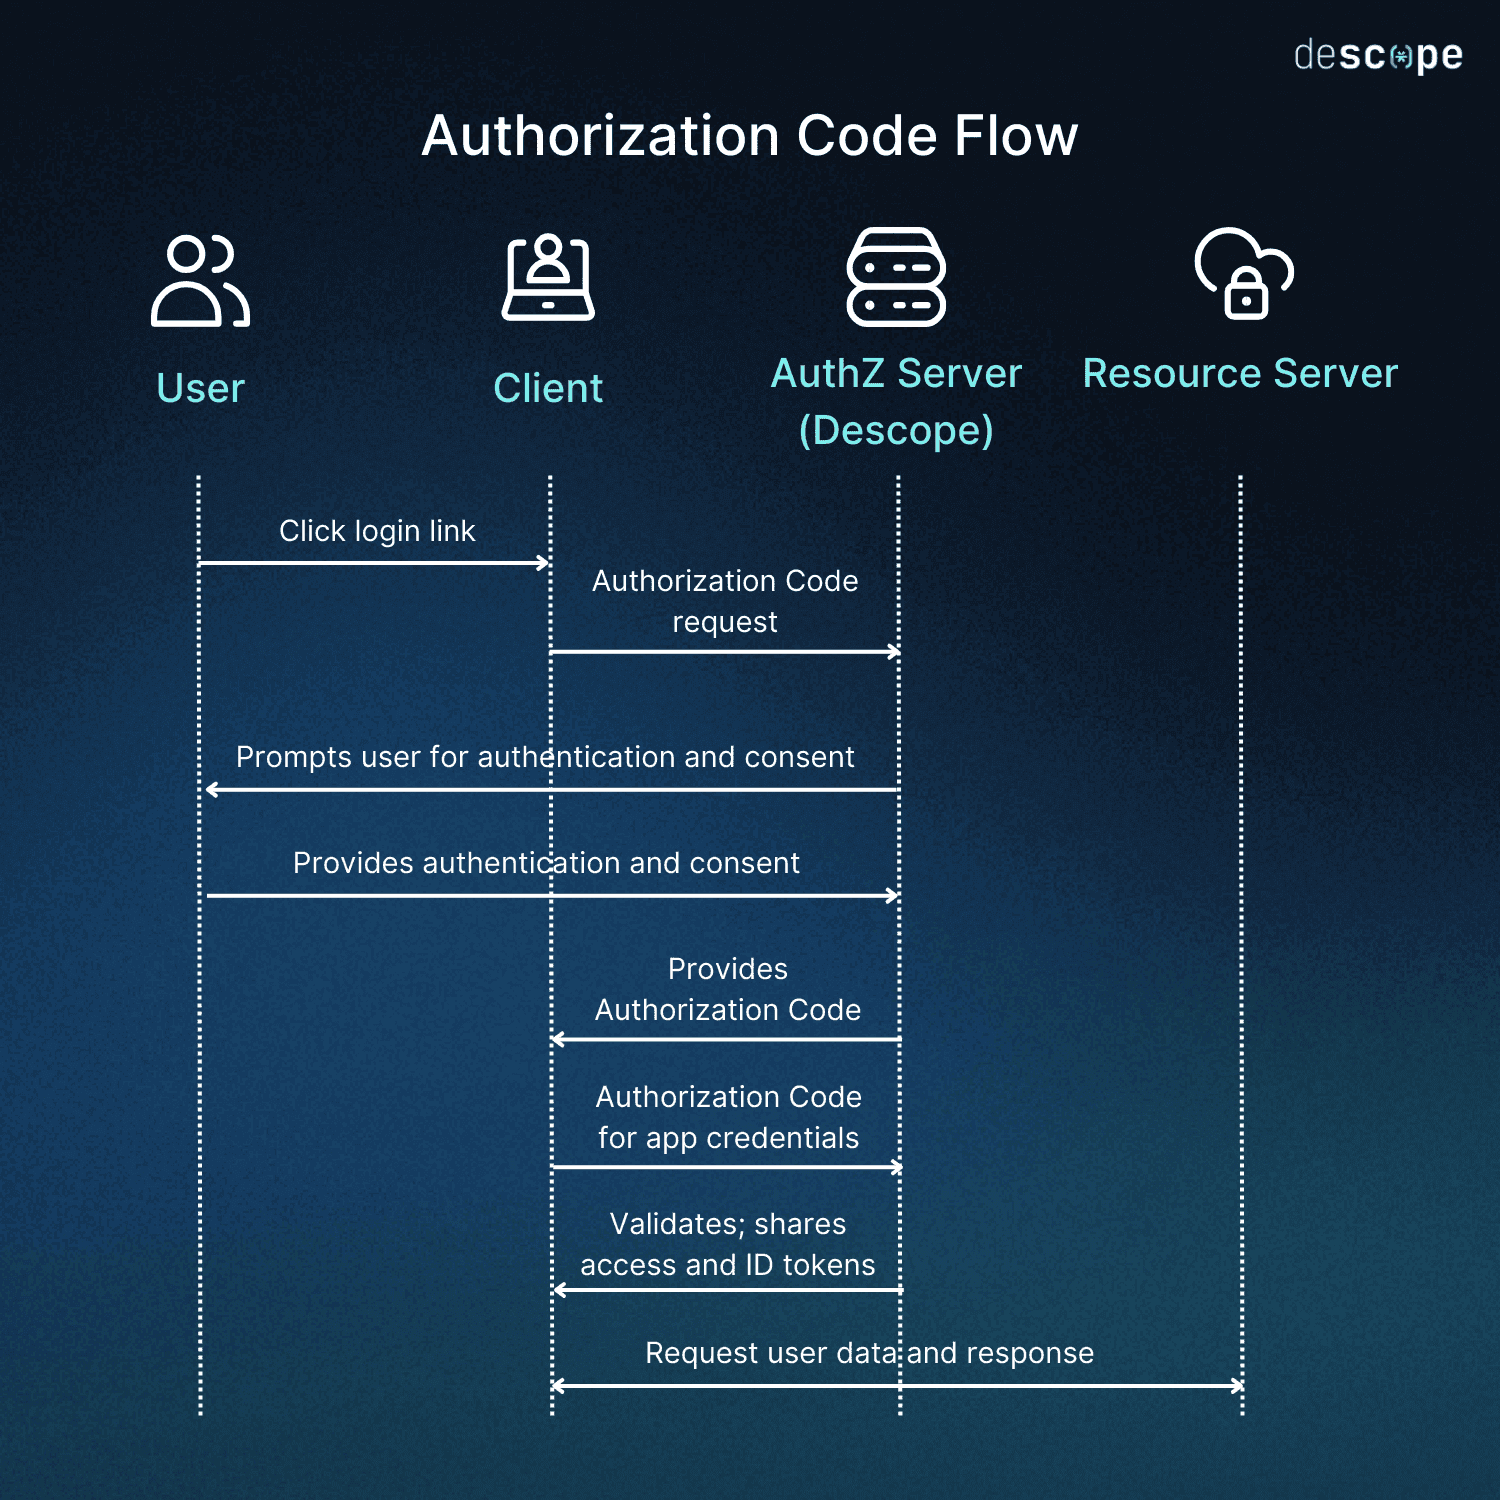 descope
Authorization Code Flow
User
Client
AuthZ Server
(Descope)
Resource Server
Click login link
Authorization Code
request
Prompts user for authentication and consent
Provides authentication and consent
Provides
Authorization Code
Authorization Code
for app credentials
Validates; shares
access and ID tokens
Request user data and response